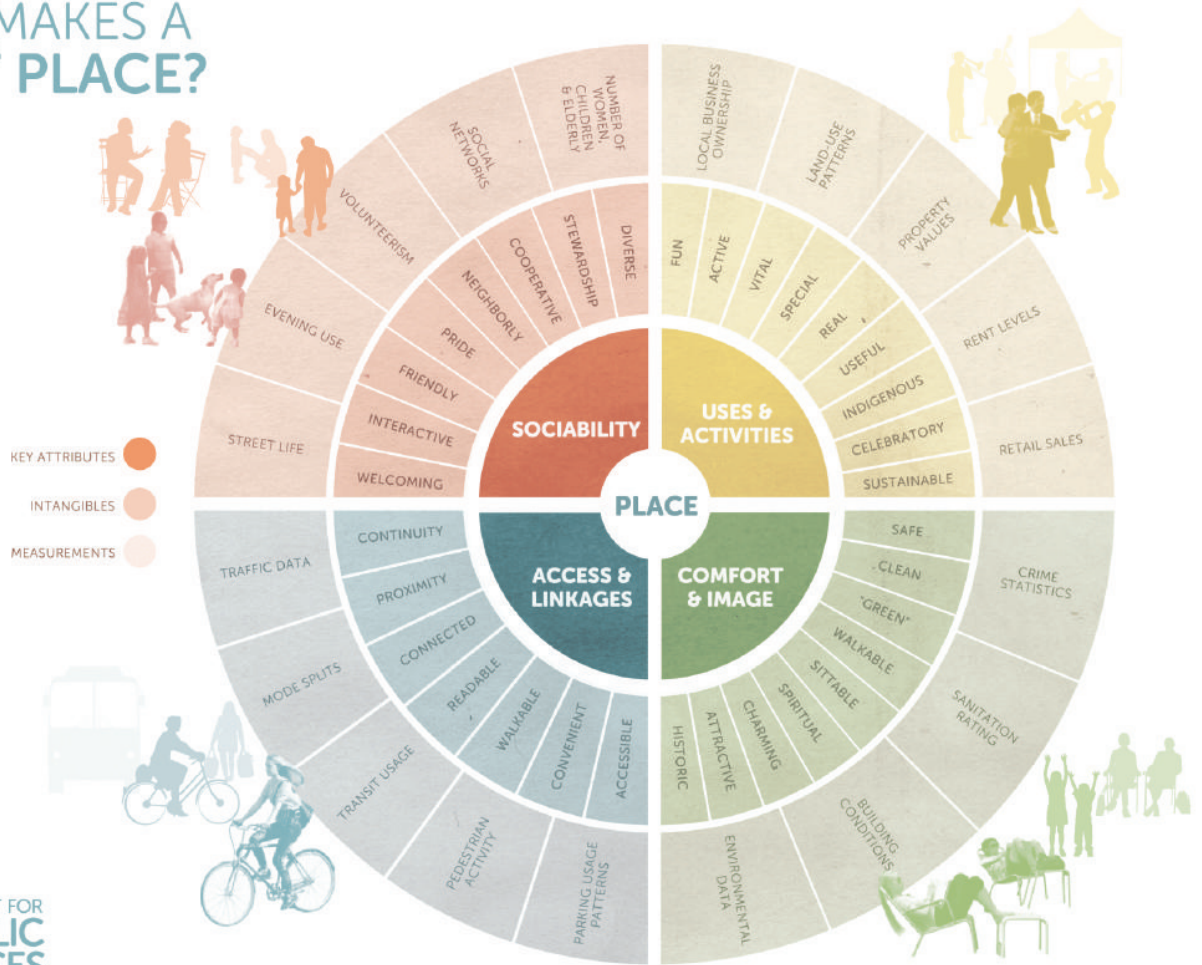 MAKES A
PLACE?
NUMBER OF
WOMEN,
CHILDREN
& ELDERLY
SOCIAL
NETWORKS
VOLUNTEERISM
EVENING USE
STREET LIFE
LOCAL BUSINESS
OWNERSHIP
LAND-USE
PATTERNS
PROPERTY
VALUES
RENT LEVELS
RETAIL SALES
DIVERSE
STEWARDSHIP
COOPERATIVE
NEIGHBORLY
PRIDE
FRIENDLY
INTERACTIVE
WELCOMING
FUN
ACTIVE
VITAL
SPECIAL
REAL
USEFUL
INDIGENOUS
CELEBRATORY
SUSTAINABLE
SOCIABILITY
USES &
ACTIVITIES
PLACE
ACCESS &
LINKAGES
COMFORT
& IMAGE
KEY ATTRIBUTES
INTANGIBLES
MEASUREMENTS
CONTINUITY
PROXIMITY
CONNECTED
READABLE
WALKABLE
CONVENIENT
ACCESSIBLE
SAFE
CLEAN
"GREEN"
WALKABLE
SITTABLE
SPIRITUAL
CHARMING
ATTRACTIVE
HISTORIC
TRAFFIC DATA
MODE SPLITS
TRANSIT USAGE
PEDESTRIAN
ACTIVITY
PARKING USAGE
PATTERNS
CRIME
STATISTICS
SANITATION
RATING
BUILDING
CONDITIONS
ENVIRONMENTAL
DATA
FOR
LIC
CES